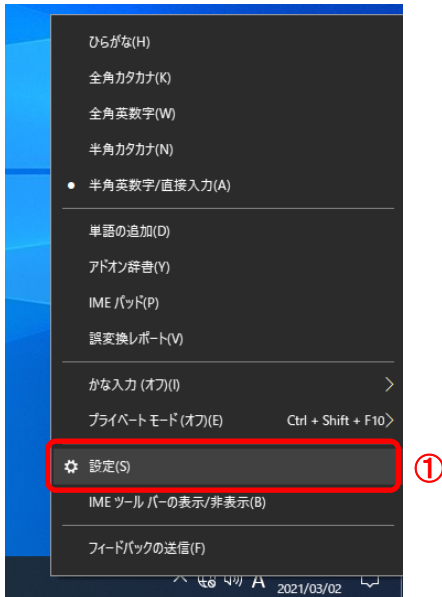 ひらがな(H)
全角カタカナ(K)
全角英数字(W)
半角カタカナ(N)
● 半角英数字/直接入力(A)
単語の追加(D)
アドオン辞書(Y)
IME パッド(P)
誤変換レポート(V)
かな入力 (オフ)(I)
プライベート モード (オフ)(E) Ctrl + Shift + F10
設定(S) ①
IME ツール バーの表示/非表示(B)
フィードバックの送信(F)
A
2021/03/02